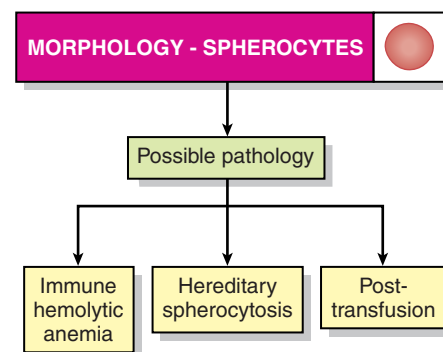 MORPHOLOGY - SPHEROCYTES
Possible pathology
Immune
hemolytic
anemia
Hereditary
spherocytosis
Post-
transfusion